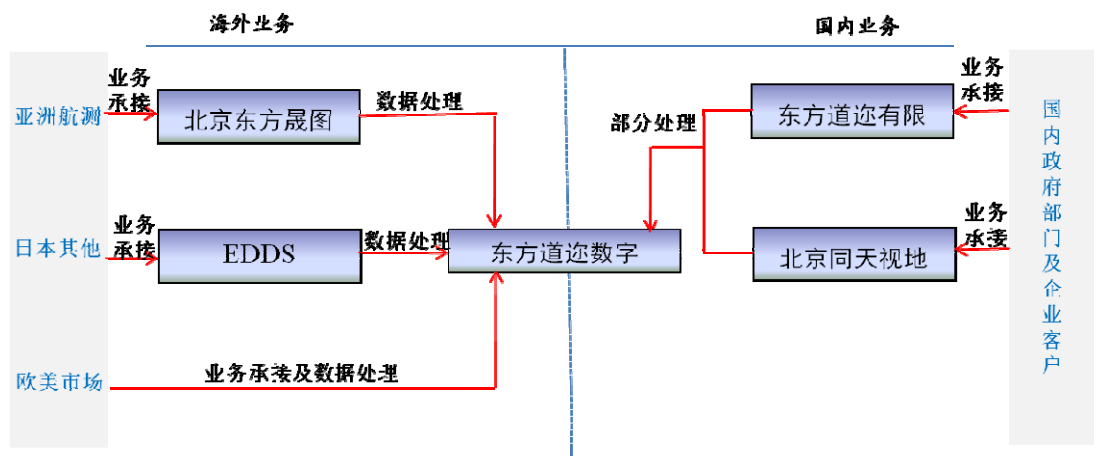 海外业务
国内业务
业务
承接
亚洲航测
北京东方晟图
数据处理
部分处理
东方道迩有限
业务
承接
国内政府部门及企业客户
业务
承接
日本其他
EDDS
数据处理
东方道迩数字
北京同天视地
业务
承接
欧美市场
业务承接及数据处理